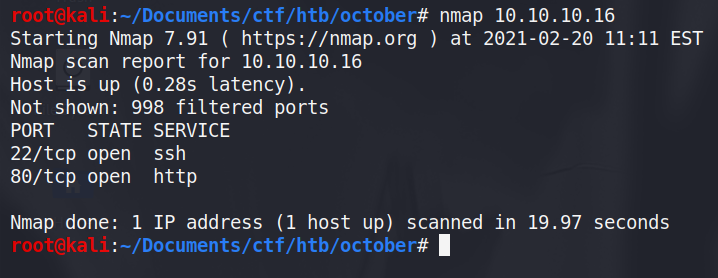 root@kali:~/Documents/ctf/htb/october# nmap 10.10.10.16
Starting Nmap 7.91 ( https://nmap.org ) at 2021-02-20 11:11 EST
Nmap scan report for 10.10.10.16
Host is up (0.28s latency).
Not shown: 998 filtered ports
PORT   STATE SERVICE
22/tcp open  ssh
80/tcp open  http
Nmap done: 1 IP address (1 host up) scanned in 19.97 seconds
root@kali:~/Documents/ctf/htb/october#